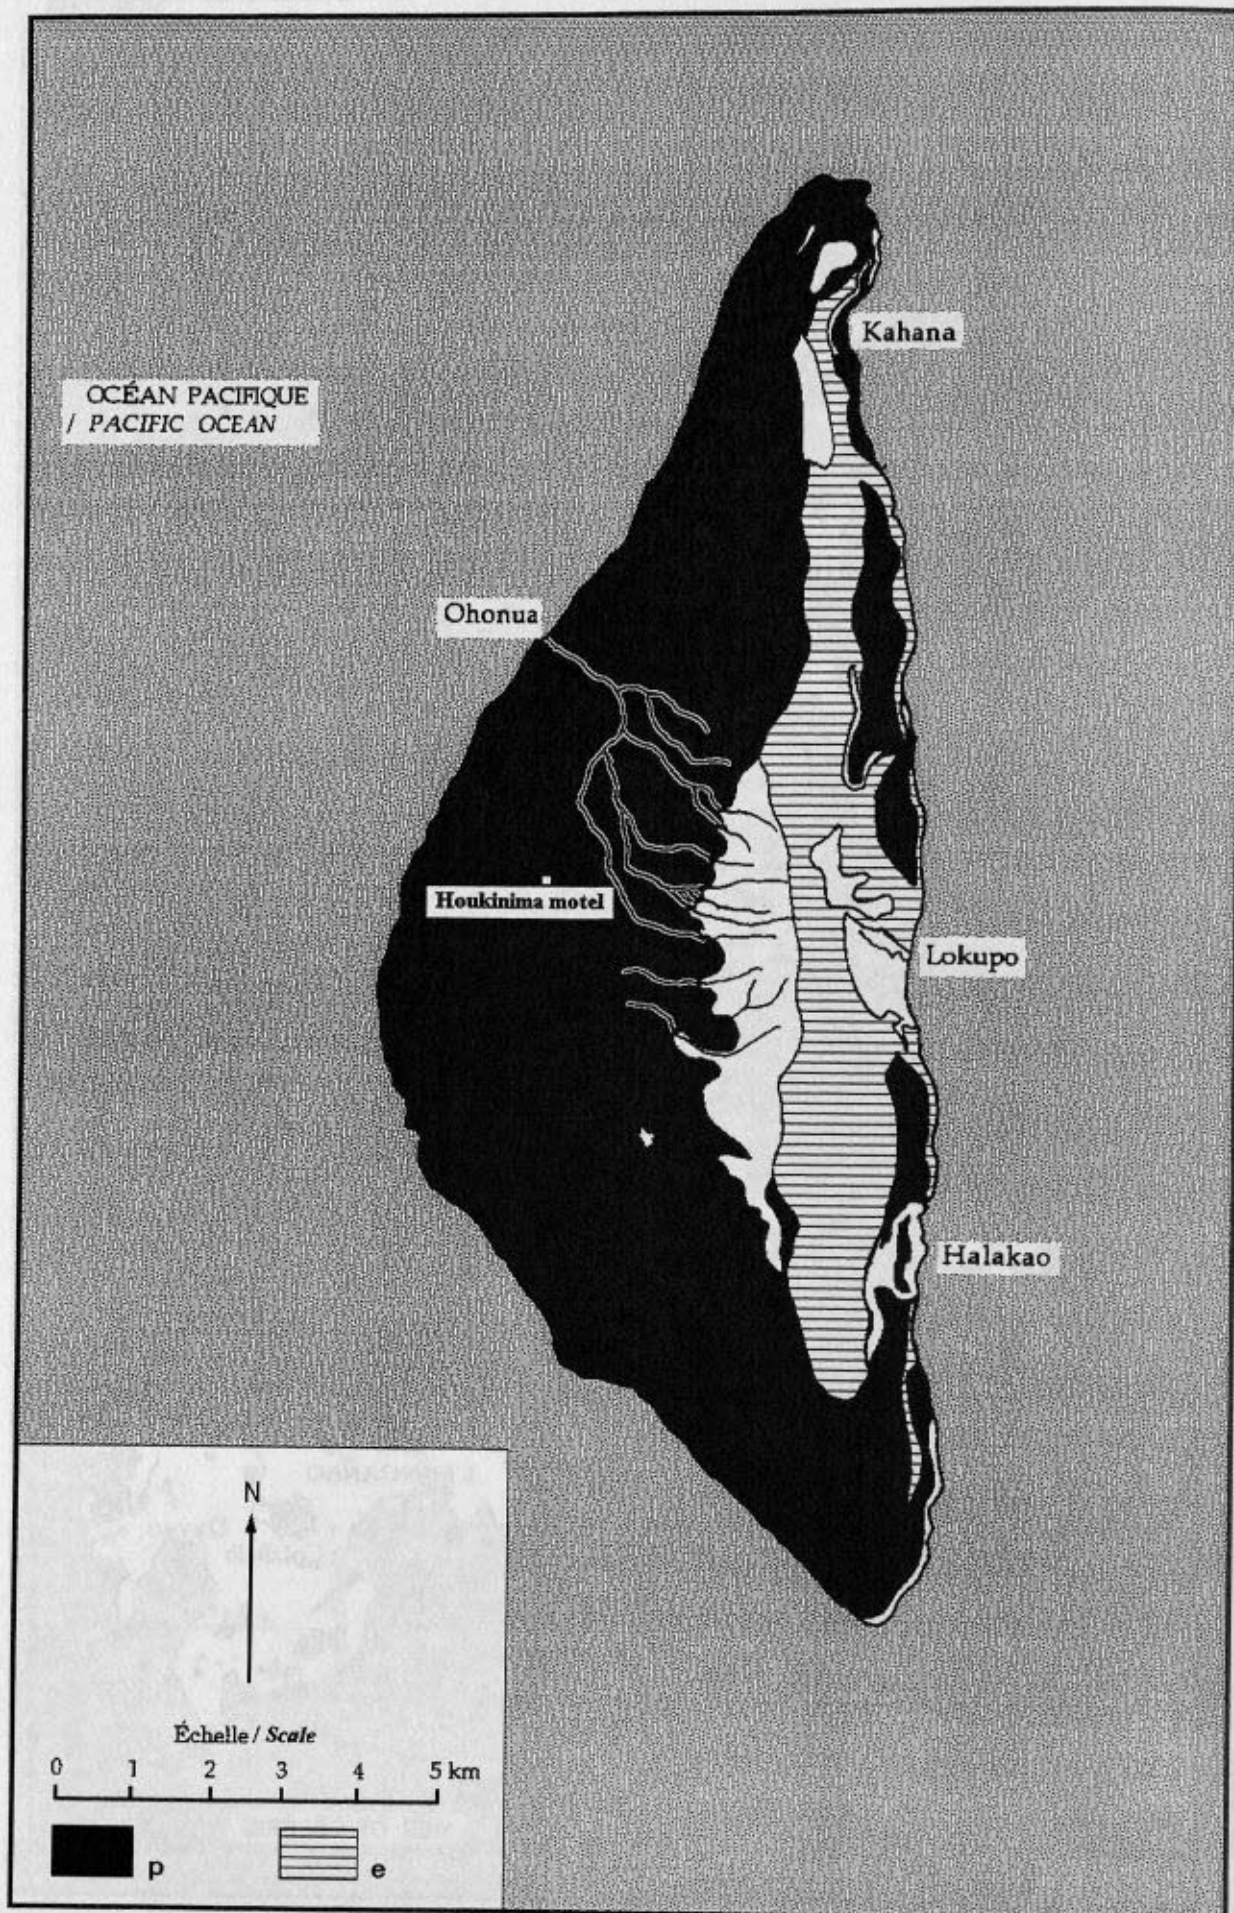 Kahana
OCÉAN PACIFIQUE
/ PACIFIC OCEAN
Ohonua
Houkinima motel
Lokupo
Halakao
N
Échelle / Scale
0 1 2 3 4 5 km
p e